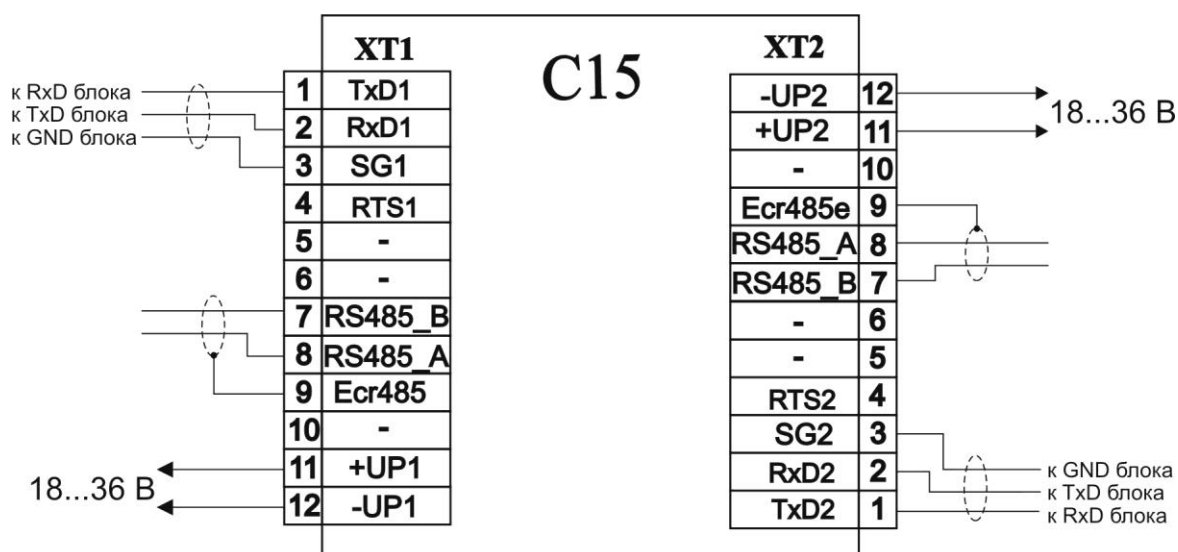 C15
XT1
к RxD блока 1 TxD1
к TxD блока 2 RxD1
к GND блока 3 SG1
4 RTS1
5 -
6 -
7 RS485_B
8 RS485_A
9 Ecr485
10 -
11 +UP1
12 -UP1
18...36 В
XT2
-UP2 12
+UP2 11
18...36 В
- 10
Ecr485e 9
RS485_A 8
RS485_B 7
- 6
- 5
RTS2 4
SG2 3 к GND блока
RxD2 2 к TxD блока
TxD2 1 к RxD блока